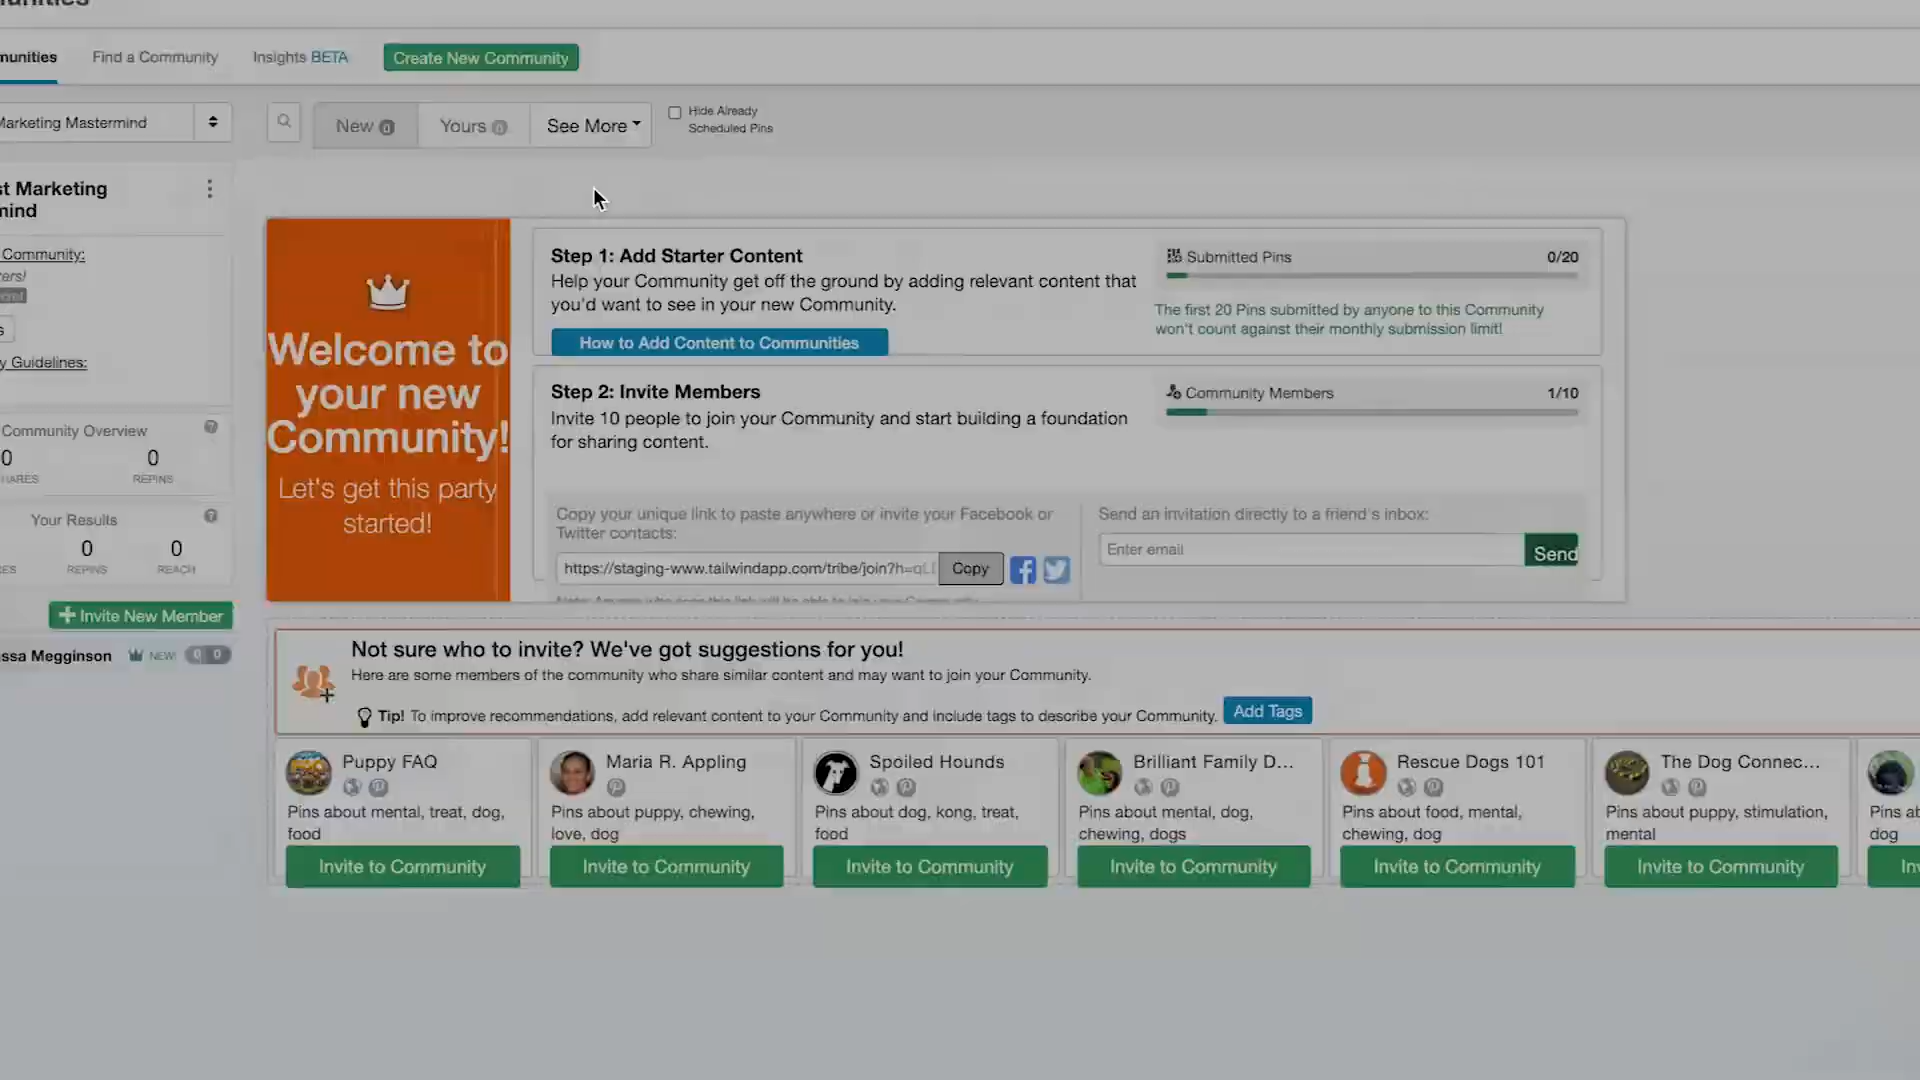 Find a Community
Insights BETA
Create New Community
Marketing Mastermind
New 0
Yours 0
See More
Hide Already
Scheduled Pins
Marketing
Community:
Guidelines:
Community Overview
0
0
REPINS
Your Results
0
0
REPINS
REACH
Invite New Member
Megginson
NEW!
0
0
Welcome to
your new
Community!
Let's get this party
started!
Step 1: Add Starter Content
Help your Community get off the ground by adding relevant content that
you'd want to see in your new Community.
How to Add Content to Communities
Submitted Pins
0/20
The first 20 Pins submitted by anyone to this Community
won't count against their monthly submission limit!
Step 2: Invite Members
Invite 10 people to join your Community and start building a foundation
for sharing content.
Community Members
1/10
Copy your unique link to paste anywhere or invite your Facebook or
Twitter contacts:
https://staging-www.tailwindapp.com/tribe/join?h=
Copy
Send an invitation directly to a friend's inbox:
Enter email
Send
Not sure who to invite? We've got suggestions for you!
Here are some members of the community who share similar content and may want to join your Community.
Tip! To improve recommendations, add relevant content to your Community and include tags to describe your Community.
Add Tags
Puppy FAQ
Pins about mental, treat, dog,
food
Invite to Community
Maria R. Appling
Pins about puppy, chewing,
love, dog
Invite to Community
Spoiled Hounds
Pins about dog, kong, treat,
food
Invite to Community
Brilliant Family D...
Pins about mental, dog,
chewing, dogs
Invite to Community
Rescue Dogs 101
Pins about food, mental,
chewing, dog
Invite to Community
The Dog Connec...
Pins about puppy, stimulation,
mental
Invite to Community
Pins
dog